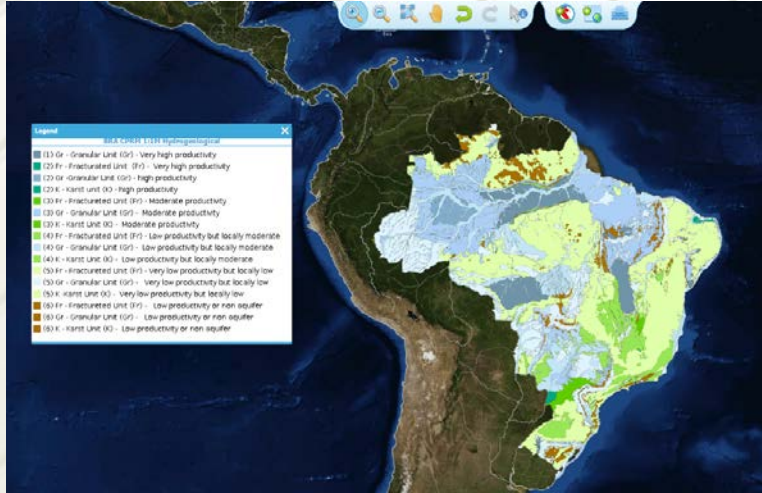 Legend
BRA CPRM 1:1M Hydrogeological
(1) Gr - Granular Unit (Gr) - Very high productivity
(2) Fr - Fracturated Unit (Fr) - Very high productivity
(2) Gr -Granular Unit (Gr) - high productivity
(2) K - Karst unit (K) - high productivity
(3) Fr - Fractureted Unit (Fr) - Moderate productivity
(3) Gr - Granular Unit (Gr) - Moderate productivity
(3) K - Karst Unit (K) - Moderate productivity
(4) Fr - Fractureted Unit (Fr) - Low productivity but locally moderate
(4) Gr - Granular Unit (Gr) - Low productivity but locally moderate
(4) K - Karst Unit (K) - Low productivity but locally moderate
(5) Fr - Fractureted Unit (Fr) - Very low productivity but locally low
(5) Gr - Granular Unit (Gr) - Very low productivity but locally low
(5) K -Karst Unit (K) - Very low productivity but locally low
(6) Fr - Fractureted Unit (Fr) - Low productivity or non aquifer
(6) Gr - Granular Unit (Gr) - Low productivity or non aquifer
(6) K - Karst Unit (K) - Low productivity or non aquifer